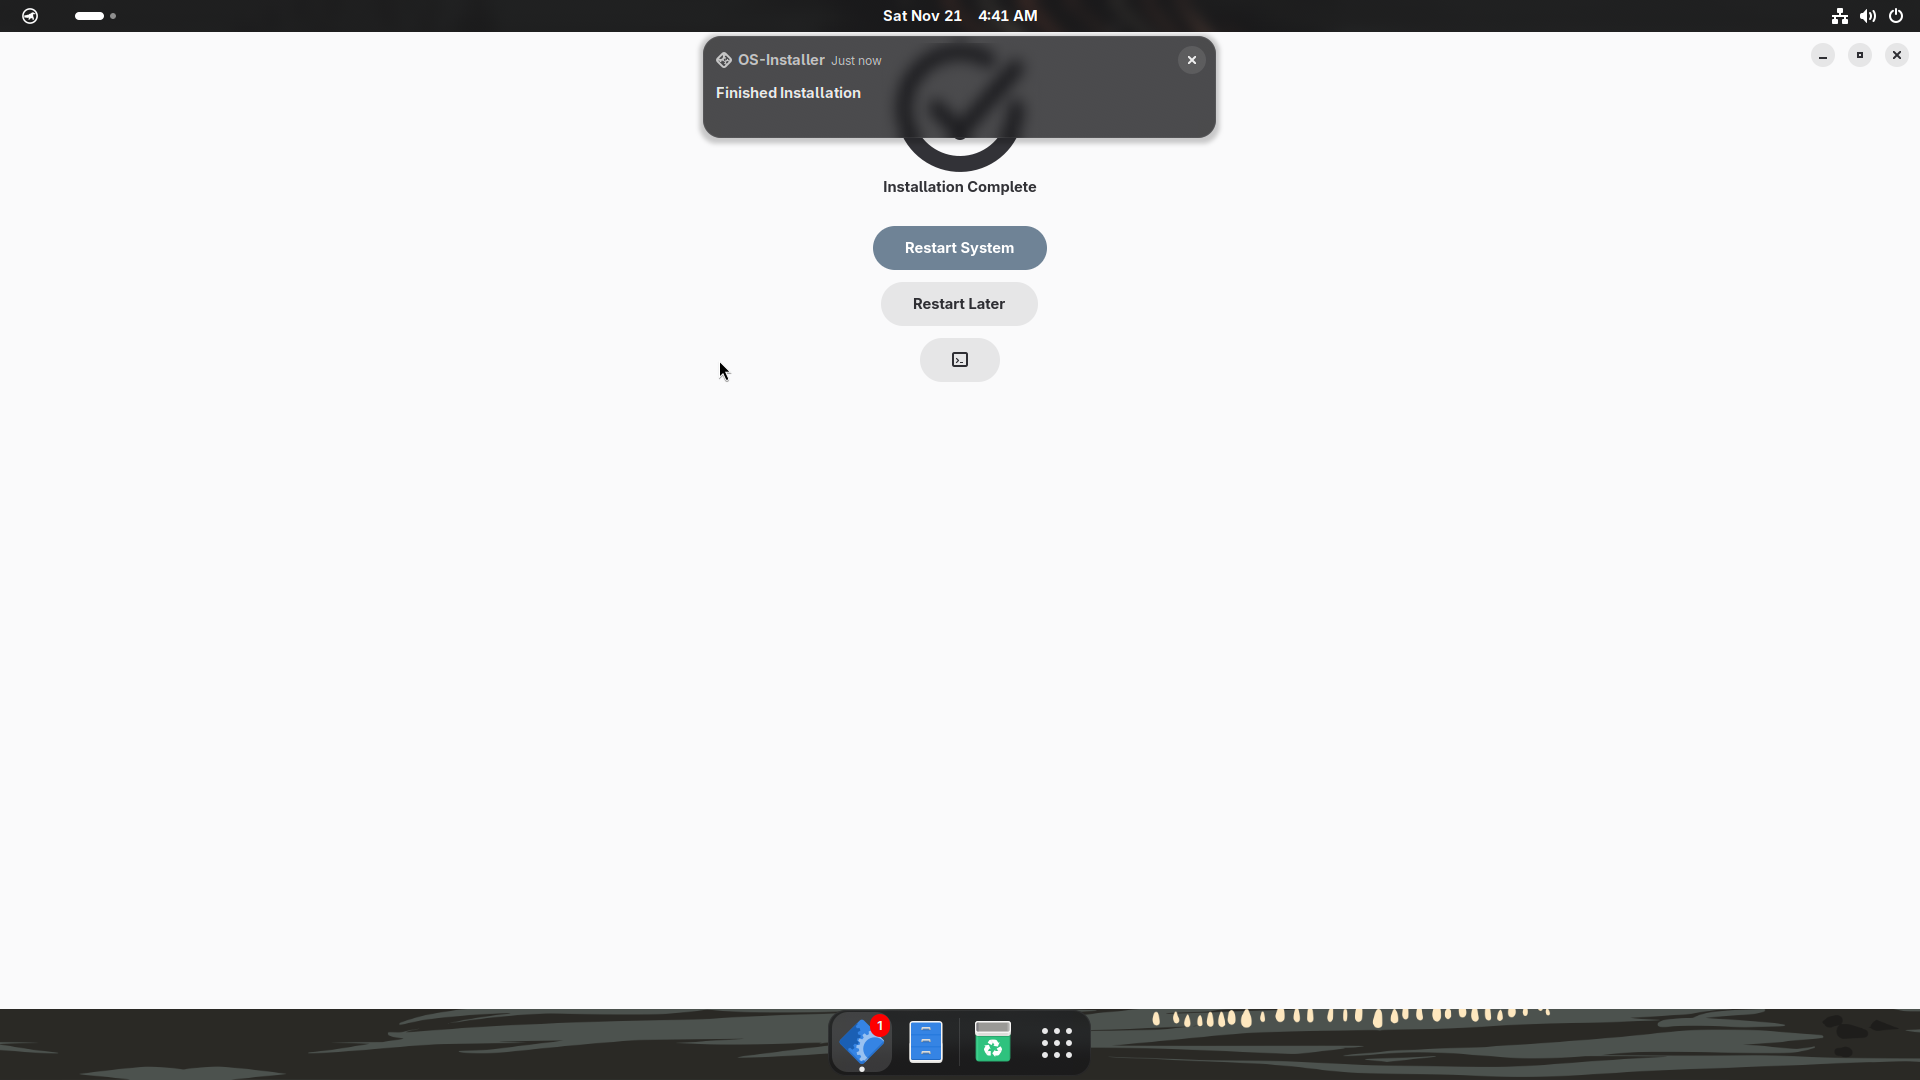 Sat Nov 21 4:41 AM
OS-Installer Just now
Finished Installation
Installation Complete
Restart System
Restart Later
1